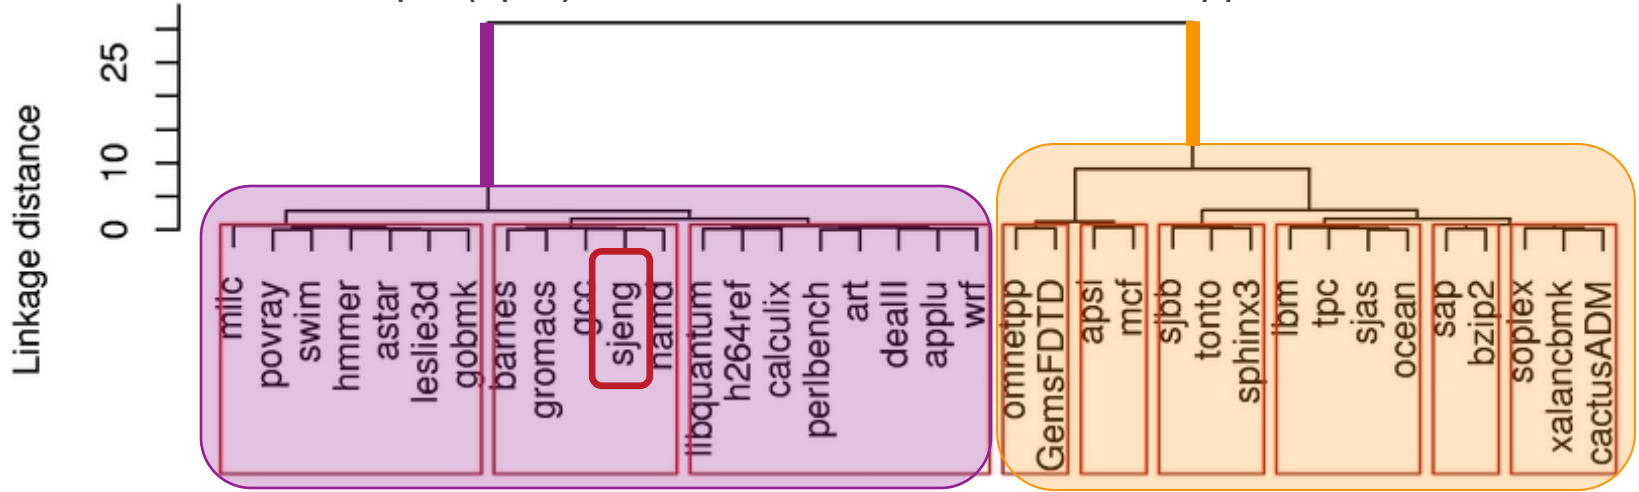 Linkage distance
25
10
0
milc
povray
swim
hmmer
astar
leslie3d
gobmk
barnes
gromacs
gcc
sjeng
namd
libquantum
h264ref
calculix
perlbench
art
dealII
applu
wrf
omnetpp
GemsFDTD
apsi
mcf
sjbb
tonto
sphinx3
lbm
tpc
sjas
ocean
sap
bzip2
soplex
xalancbmk
cactusADM